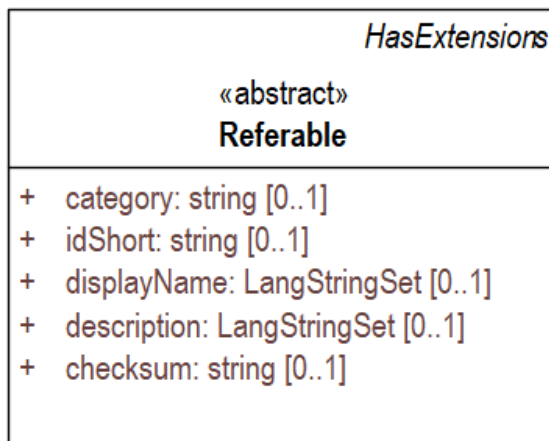 HasExtensions
«abstract»
Referable
+ category: string [0..1]
+ idShort: string [0..1]
+ displayName: LangStringSet [0..1]
+ description: LangStringSet [0..1]
+ checksum: string [0..1]